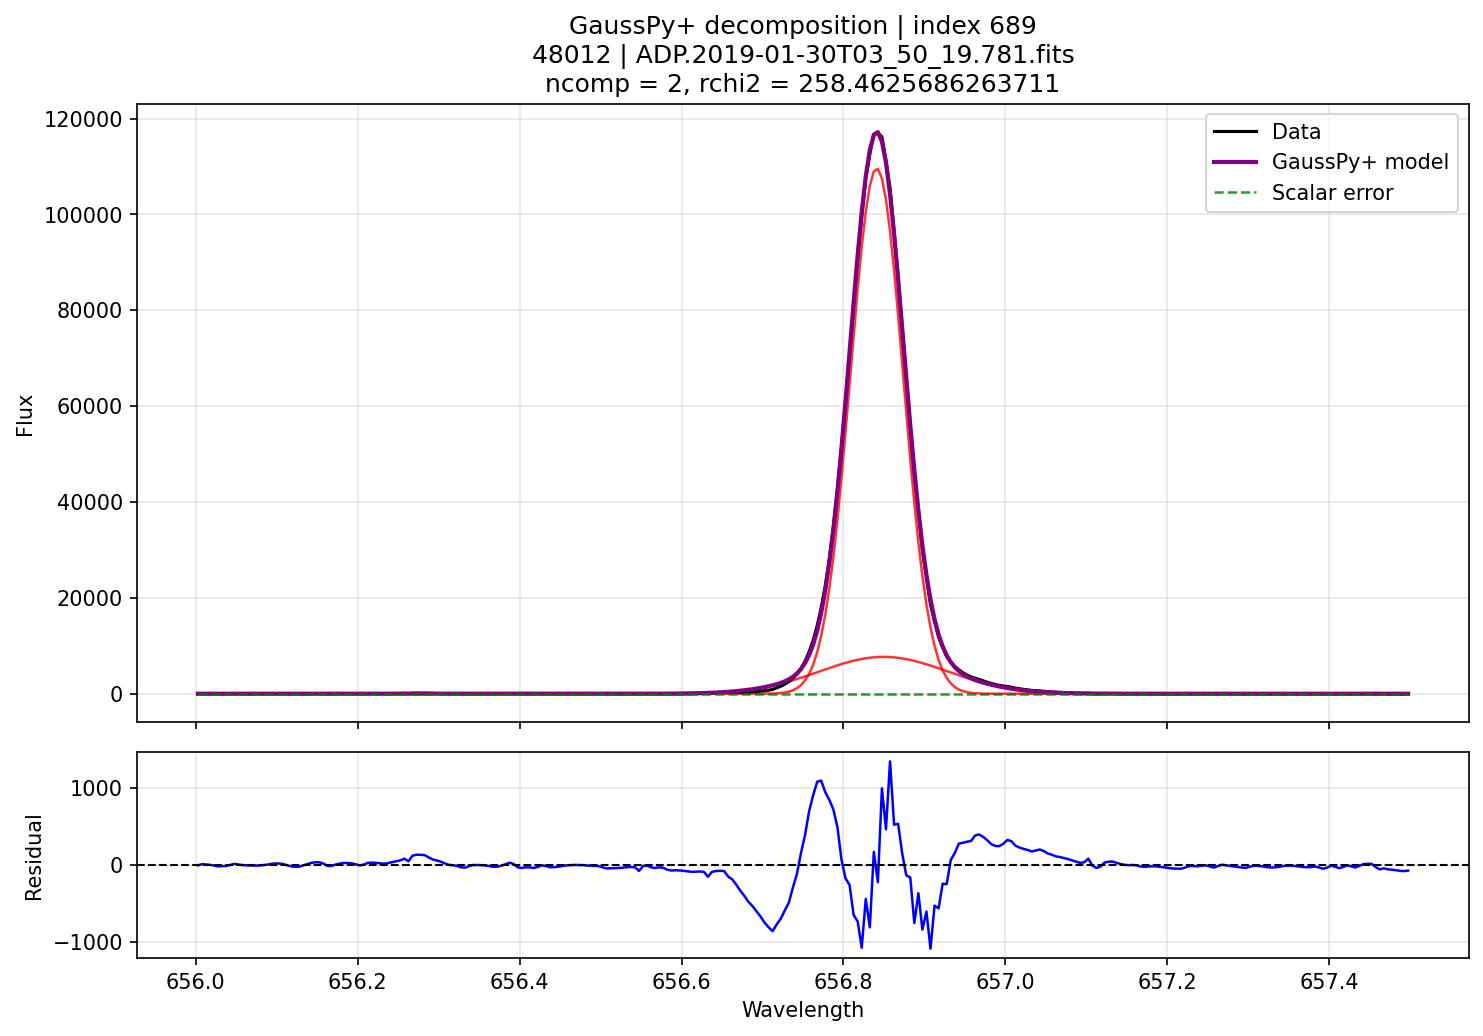 GaussPy+ decomposition | index 689
48012 | ADP.2019-01-30T03_50_19.781.fits
ncomp = 2, rchi2 = 258.4625686263711
Data
GaussPy+ model
Scalar error
120000
100000
80000
60000
40000
20000
0
Flux
1000
0
−1000
Residual
656.0
656.2
656.4
656.6
656.8
657.0
657.2
657.4
Wavelength